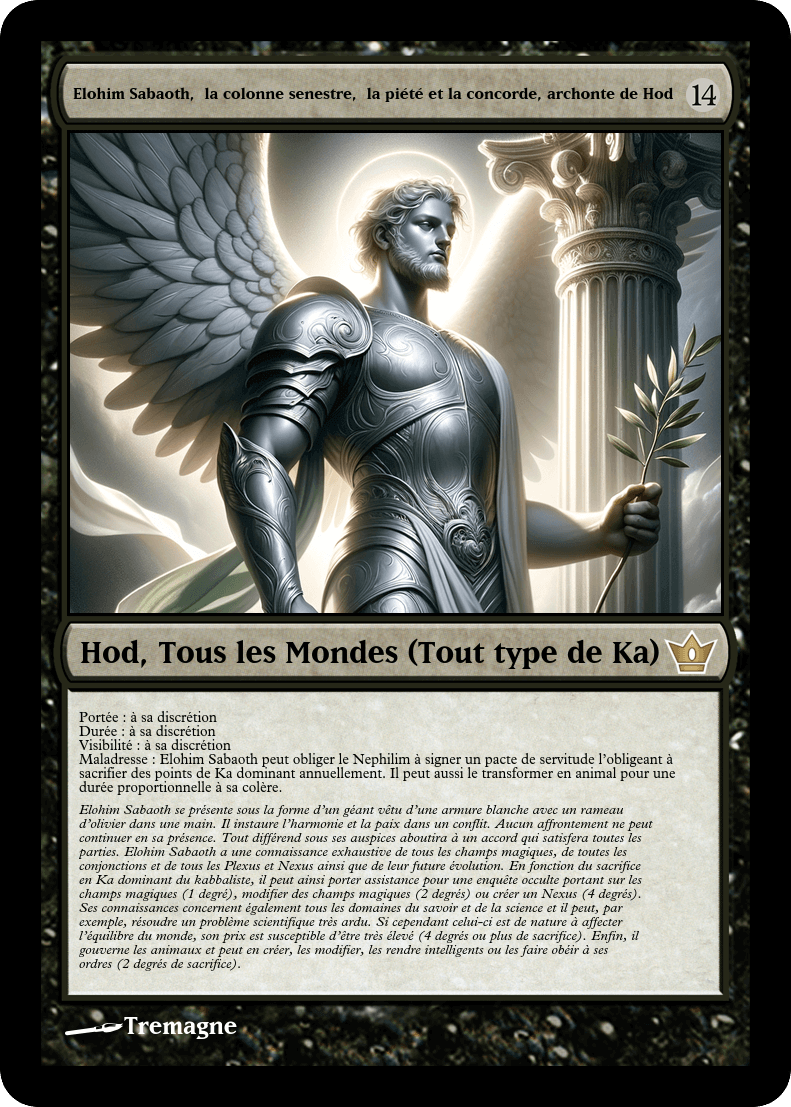 Elohim Sabaoth, la colonne senestre, la piété et la concorde, archonte de Hod 14
Hod, Tous les Mondes (Tout type de Ka)
Portée : à sa discrétion
Durée : à sa discrétion
Visibilité : à sa discrétion
Maladresse : Elohim Sabaoth peut obliger le Nephilim à signer un pacte de servitude l'obligeant à
sacrifier des points de Ka dominant annuellement. Il peut aussi le transformer en animal pour une
durée proportionnelle à sa colère.
Elohim Sabaoth se présente sous la forme d'un géant vêtu d'une armure blanche avec un rameau
d'olivier dans une main. Il instaure l'harmonie et la paix dans un conflit. Aucun affrontement ne peut
continuer en sa présence. Tout différend sous ses auspices aboutira à un accord qui satisfera toutes les
parties. Elohim Sabaoth a une connaissance exhaustive de tous les champs magiques, de toutes les
conjonctions et de tous les Plexus et Nexus ainsi que de leur future évolution. En fonction du sacrifice
en Ka dominant du kabbaliste, il peut ainsi porter assistance pour une enquête occulte portant sur les
champs magiques (1 degré), modifier des champs magiques (2 degrés) ou créer un Nexus (4 degrés).
Ses connaissances concernent également tous les domaines du savoir et de la science et il peut, par
exemple, résoudre un problème scientifique très ardu. Si cependant celui-ci est de nature à affecter
l'équilibre du monde, son prix est susceptible d'être très élevé (4 degrés ou plus de sacrifice). Enfin, il
gouverne les animaux et peut en créer, les modifier, les rendre intelligents ou les faire obéir à ses
ordres (2 degrés de sacrifice).
Tremagne